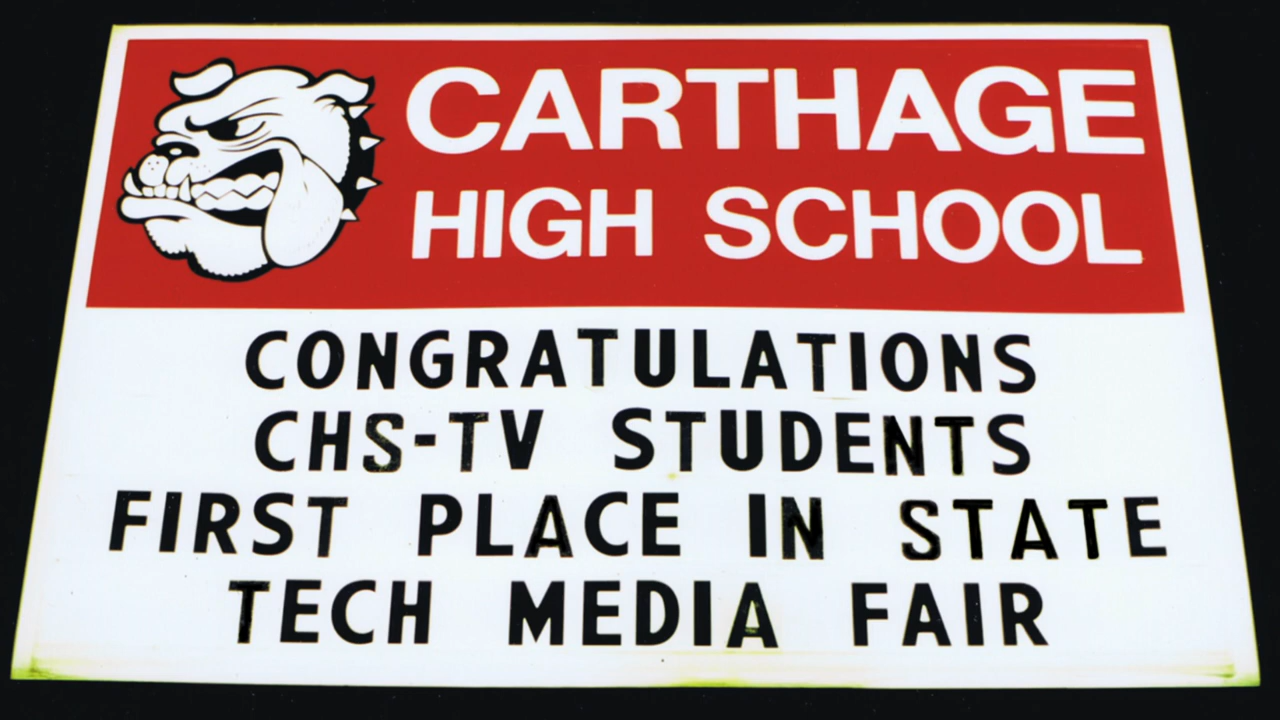 CARTHAGE
HIGH SCHOOL
CONGRATULATIONS
CHS-TV STUDENTS
FIRST PLACE IN STATE
TECH MEDIA FAIR